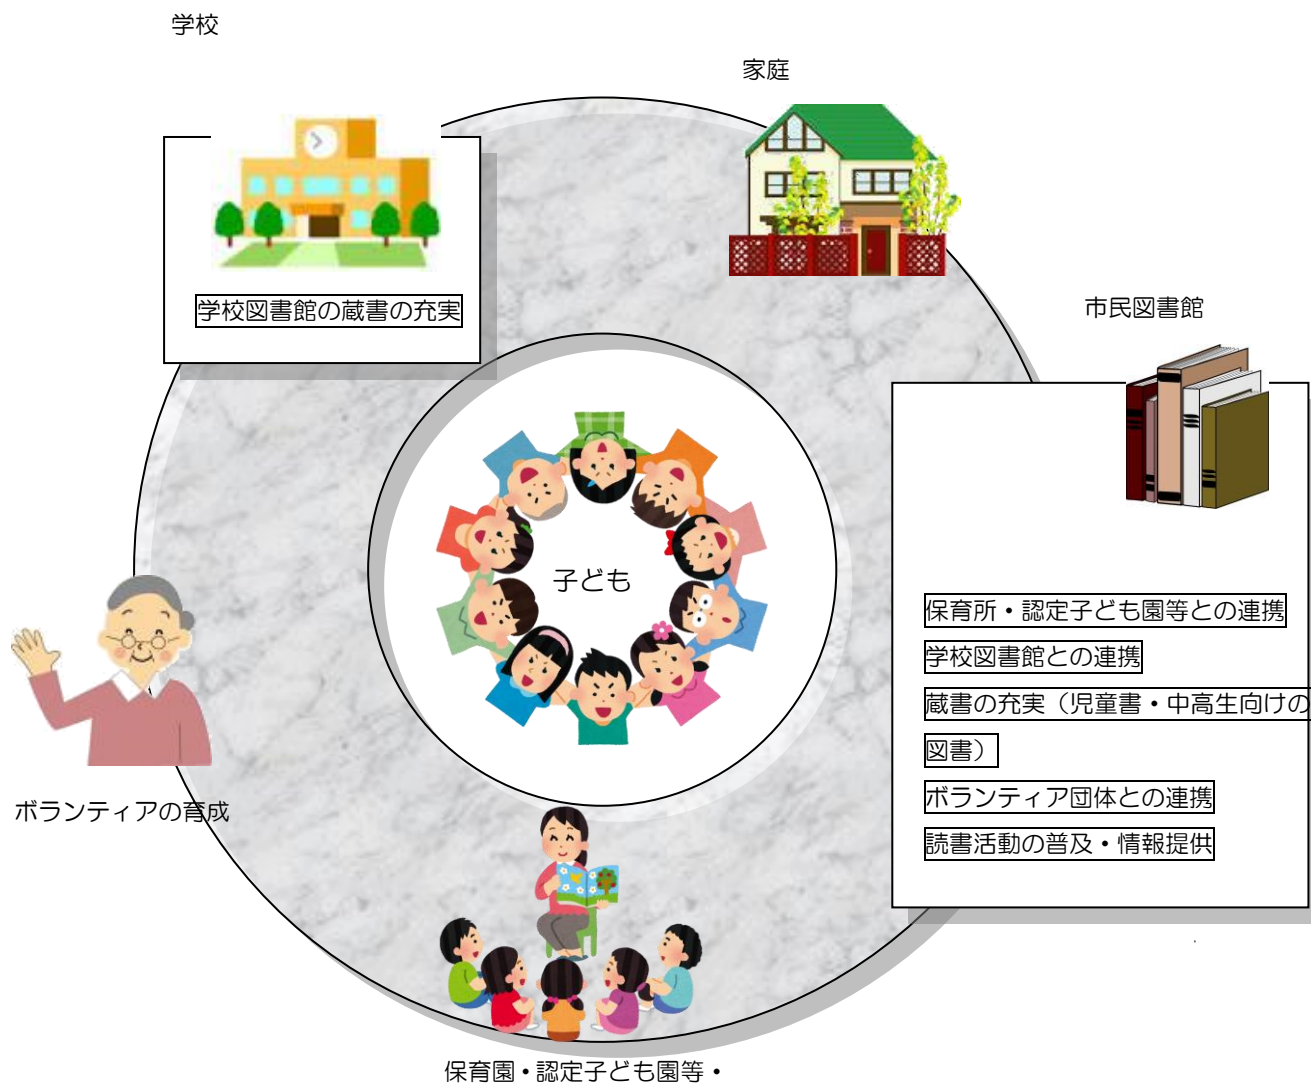 学校
家庭
学校図書館の蔵書の充実
市民図書館
子ども
保育所・認定子ども園等との連携
学校図書館との連携
蔵書の充実（児童書・中高生向けの
図書）
ボランティア団体との連携
読書活動の普及・情報提供
ボランティアの育成
保育園・認定子ども園等・